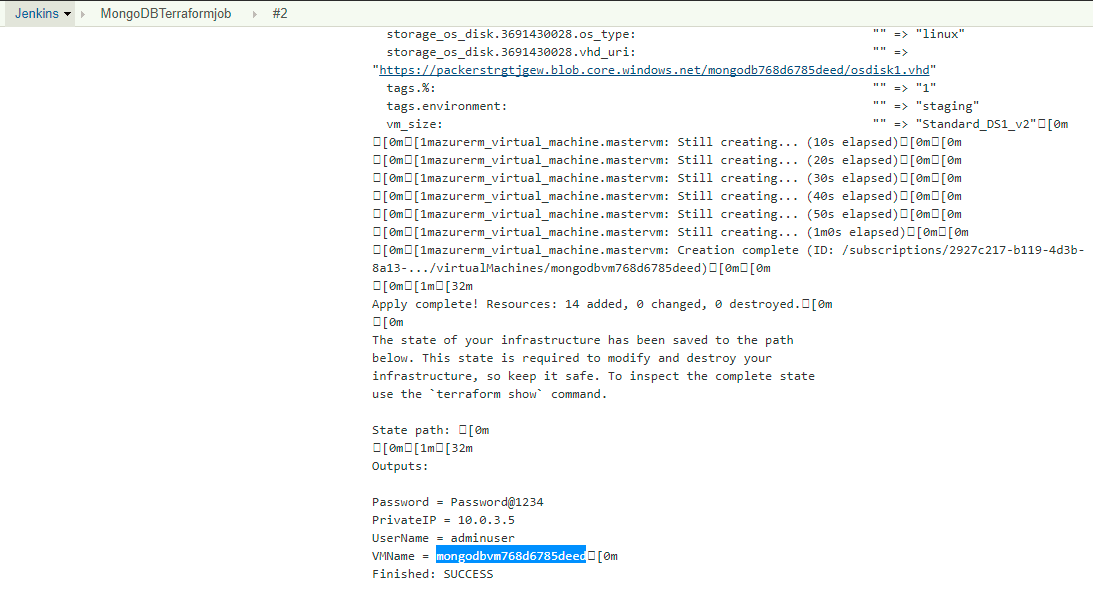 Jenkins MongoDBTerraformjob #2
storage_os_disk.3691430028.os_type: "" => "linux"
storage_os_disk.3691430028.vhd_uri: "" =>
"https://packerstrgtjgew.blob.core.windows.net/mongodb768d6785deed/osdisk1.vhd"
tags.%: "" => "1"
tags.environment: "" => "staging"
vm_size: "" => "Standard_DS1_v2"□[0m
□[0m□[1mazurerm_virtual_machine.mastervm: Still creating... (10s elapsed)□[0m□[0m
□[0m□[1mazurerm_virtual_machine.mastervm: Still creating... (20s elapsed)□[0m□[0m
□[0m□[1mazurerm_virtual_machine.mastervm: Still creating... (30s elapsed)□[0m□[0m
□[0m□[1mazurerm_virtual_machine.mastervm: Still creating... (40s elapsed)□[0m□[0m
□[0m□[1mazurerm_virtual_machine.mastervm: Still creating... (50s elapsed)□[0m□[0m
□[0m□[1mazurerm_virtual_machine.mastervm: Still creating... (1m0s elapsed)□[0m□[0m
□[0m□[1mazurerm_virtual_machine.mastervm: Creation complete (ID: /subscriptions/2927c217-b119-4d3b-
8a13-.../virtualMachines/mongodbvm768d6785deed)□[0m□[0m
□[0m□[1m□[32m
Apply complete! Resources: 14 added, 0 changed, 0 destroyed.□[0m
□[0m
The state of your infrastructure has been saved to the path
below. This state is required to modify and destroy your
infrastructure, so keep it safe. To inspect the complete state
use the `terraform show` command.
State path: □[0m
□[0m□[1m□[32m
Outputs:
Password = Password@1234
PrivateIP = 10.0.3.5
UserName = adminuser
VMName = mongodbvm768d6785deed□[0m
Finished: SUCCESS